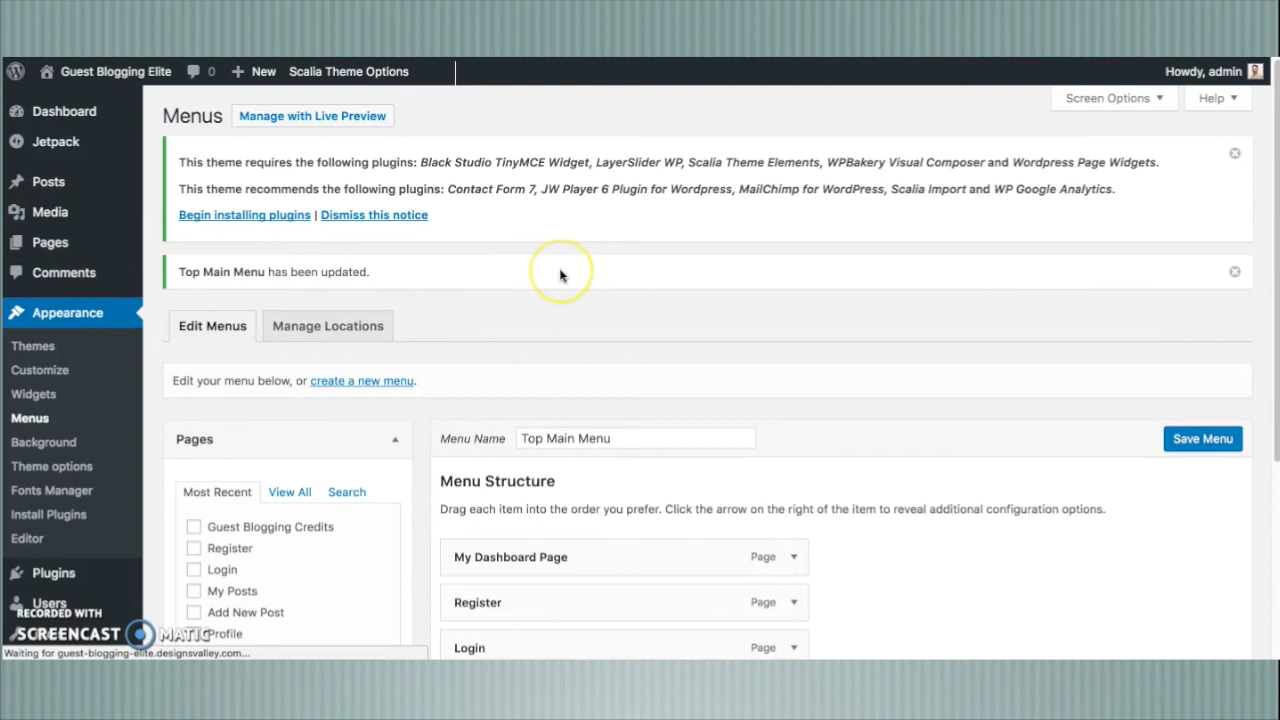 Guest Blogging Elite 0 New Scalia Theme Options Howdy, admin
Dashboard
Jetpack
Posts
Media
Pages
Comments
Appearance
Themes
Customize
Widgets
Menus
Background
Theme options
Fonts Manager
Install Plugins
Editor
Plugins
Users
RECORDED WITH
SCREENCAST MATIC
Waiting for guest-blogging-elite.designsvalley.com...
Screen Options Help
Menus Manage with Live Preview
This theme requires the following plugins: Black Studio TinyMCE Widget, LayerSlider WP, Scalia Theme Elements, WPBakery Visual Composer and Wordpress Page Widgets.
This theme recommends the following plugins: Contact Form 7, JW Player 6 Plugin for Wordpress, MailChimp for WordPress, Scalia Import and WP Google Analytics.
Begin installing plugins | Dismiss this notice
Top Main Menu has been updated.
Edit Menus Manage Locations
Edit your menu below, or create a new menu.
Pages
Most Recent View All Search
Guest Blogging Credits
Register
Login
My Posts
Add New Post
Profile
Menu Name Top Main Menu Save Menu
Menu Structure
Drag each item into the order you prefer. Click the arrow on the right of the item to reveal additional configuration options.
My Dashboard Page Page
Register Page
Login Page